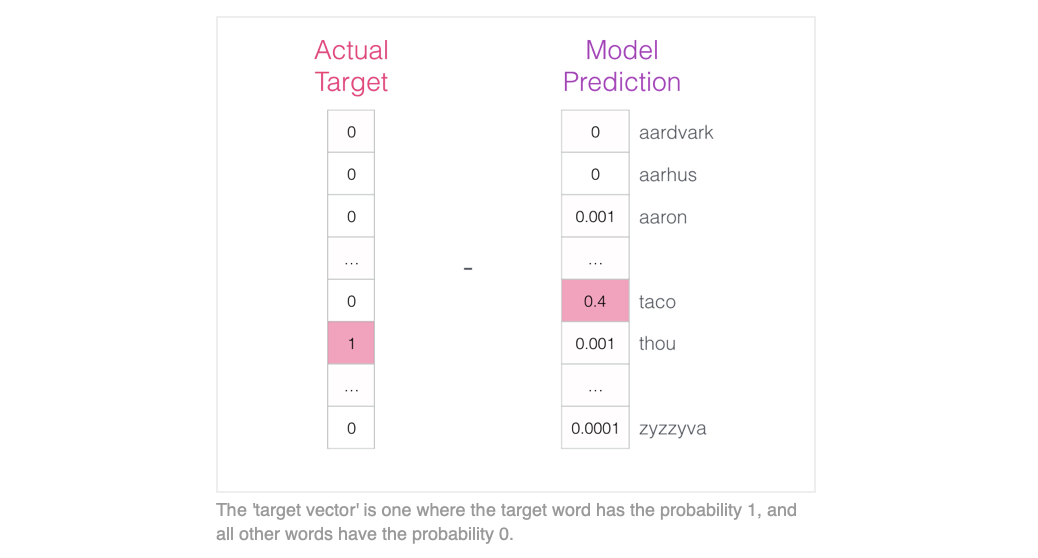 Actual Model
Target Prediction
0 0 aardvark
0 0 aarhus
0 0.001 aaron
... ...
-
0 0.4 taco
1 0.001 thou
... ...
0 0.0001 zyzzyva
The 'target vector' is one where the target word has the probability 1, and
all other words have the probability 0.